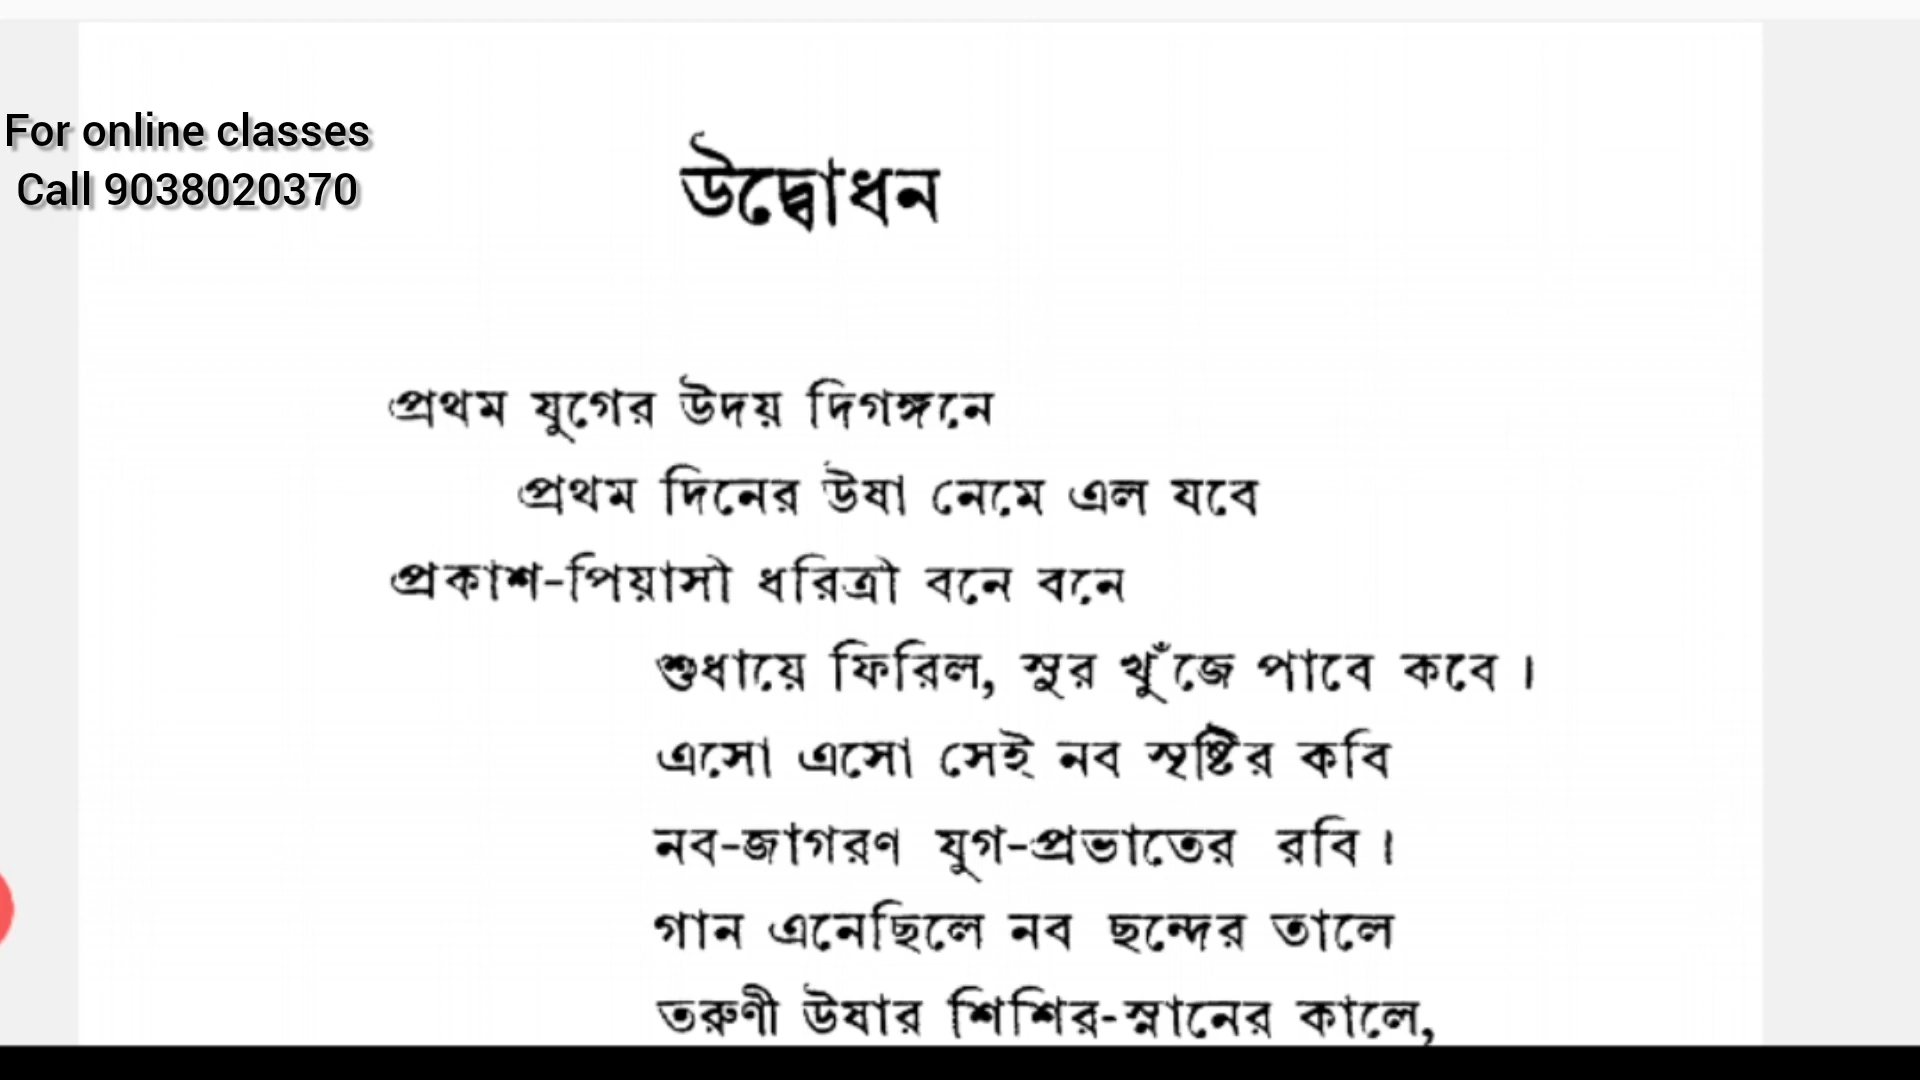 For online classes
Call 9038020370
উদ্বোধন
প্রথম যুগের উদয় দিগঙ্গনে
প্রথম দিনের উষা নেমে এল যবে
প্রকাশ-পিয়াসী ধরিত্রী বনে বনে
শুধায়ে ফিরিল, সুর খুঁজে পাবে কবে ।
এসো এসো সেই নব সৃষ্টির কবি
নব-জাগরণ যুগ-প্রভাতের রবি ।
গান এনেছিলে নব ছন্দের তালে
তরুণী উষার শিশির-স্নানের কালে,